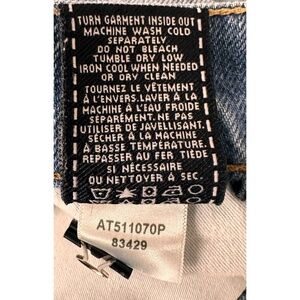 TURN GARMENT INSIDE OUT
MACHINE WASH COLD
SEPARATELY
DO NOT BLEACH
TUMBLE DRY LOW
IRON COOL WHEN NEEDED
OR DRY CLEAN
TOURNEZ LE VÊTEMENT
À L'ENVERS.LAVER À LA
MACHINE À L'EAU FROIDE
SÉPARÉMENT. NE PAS
UTILISER DE JAVELLISANT.
SÉCHER À LA MACHINE
À BASSE TEMPÉRATURE.
REPASSER AU FER TIÈDE
SI NÉCESSAIRE
OU NETTOYER À SEC.
AT511070P
83429